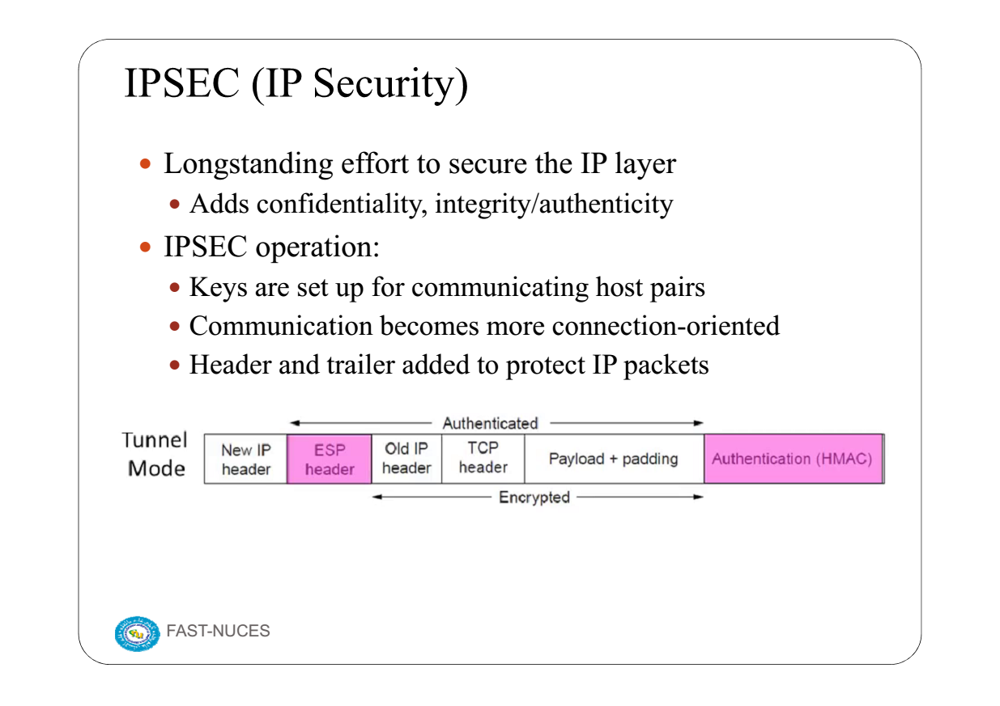 IPSEC (IP Security)
• Longstanding effort to secure the IP layer
• Adds confidentiality, integrity/authenticity
• IPSEC operation:
• Keys are set up for communicating host pairs
• Communication becomes more connection-oriented
• Header and trailer added to protect IP packets
Authenticated
Tunnel
Mode
New IP
header
ESP
header
Old IP
header
TCP
header
Payload + padding
Authentication (HMAC)
Encrypted
FAST-NUCES